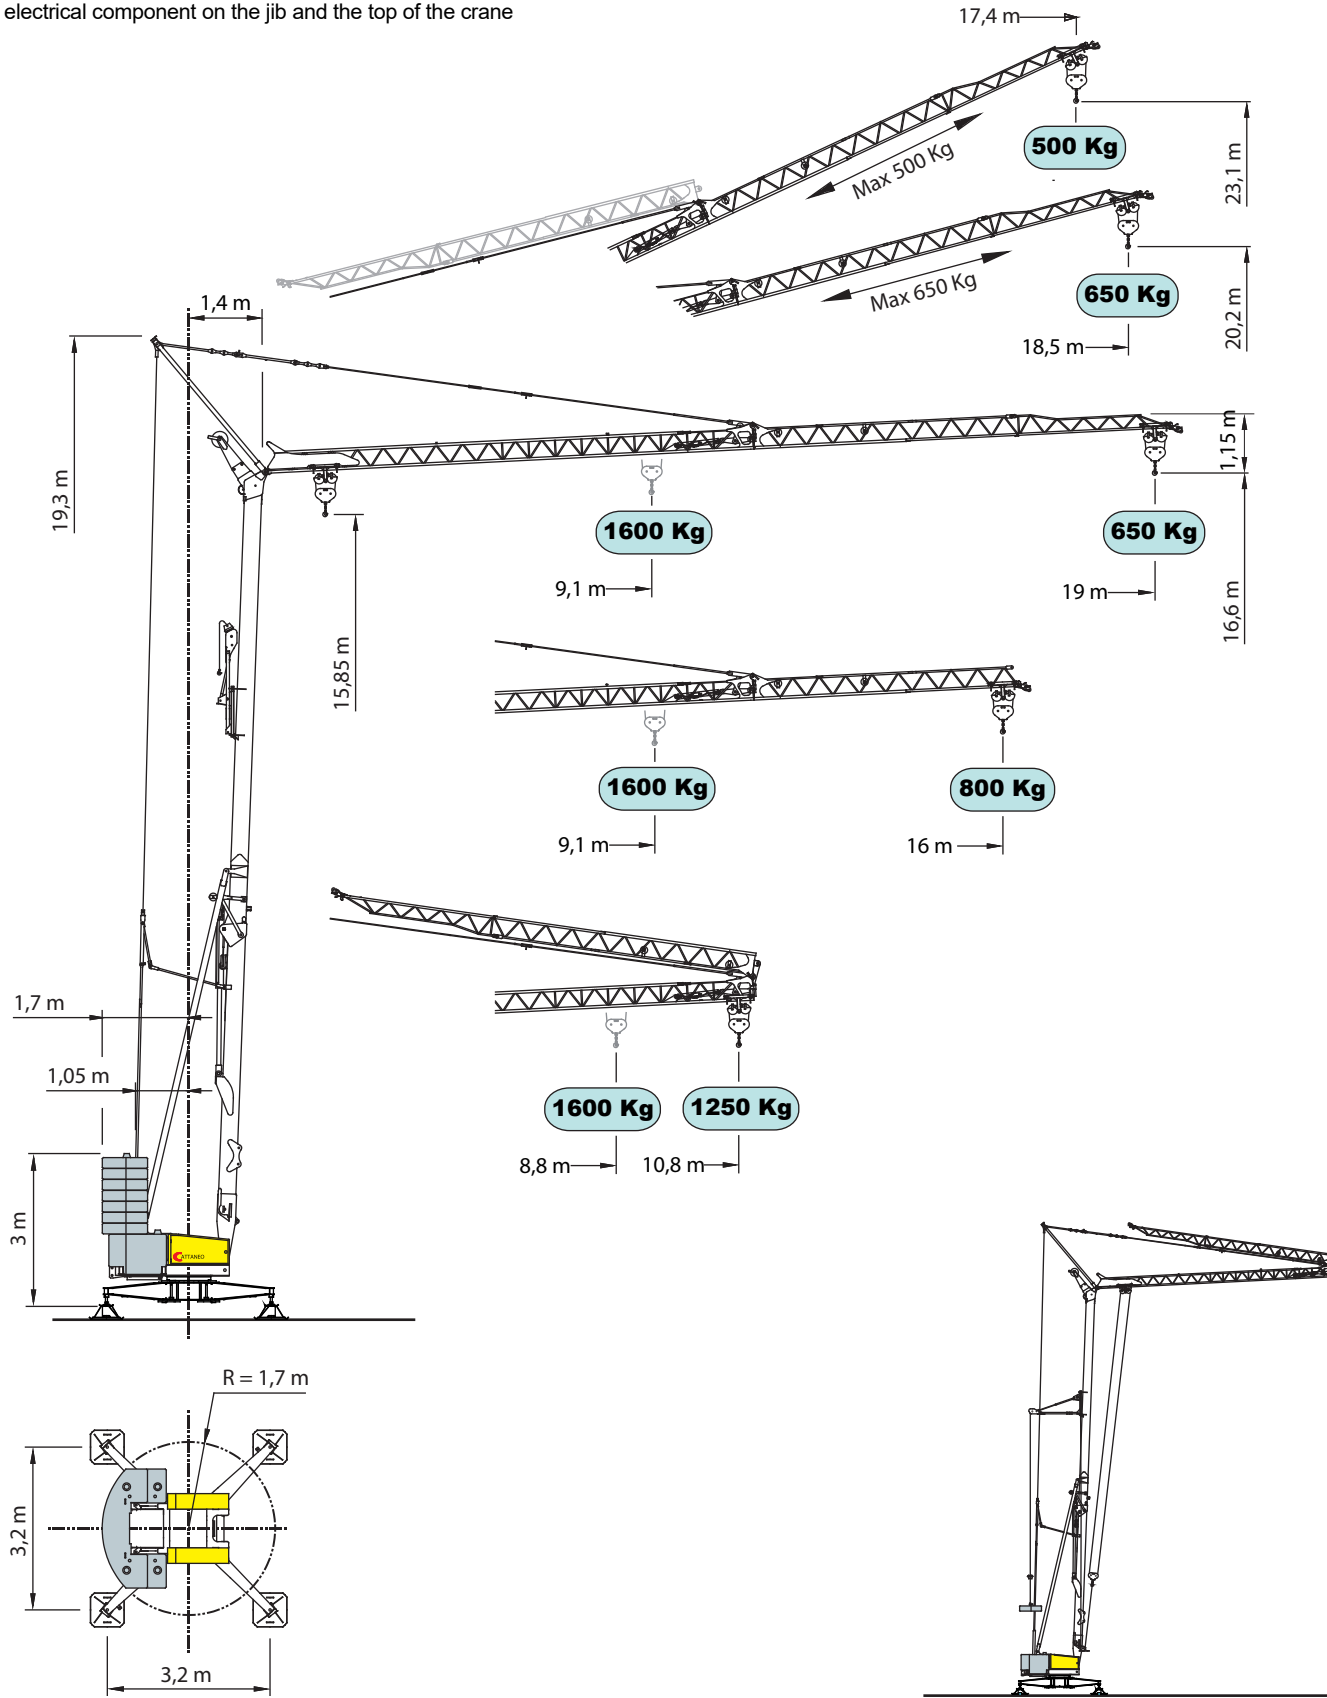 electrical component on the jib and the top of the crane
17,4 m
500 Kg
Max 500 Kg
23,1 m
Max 650 Kg
650 Kg
20,2 m
18,5 m
1,4 m
19,3 m
1,15 m
1600 Kg
650 Kg
9,1 m
19 m
16,6 m
15,85 m
1600 Kg
800 Kg
9,1 m
16 m
1,7 m
1,05 m
1600 Kg
1250 Kg
8,8 m
10,8 m
3 m
CATTANEO
R = 1,7 m
3,2 m
3,2 m